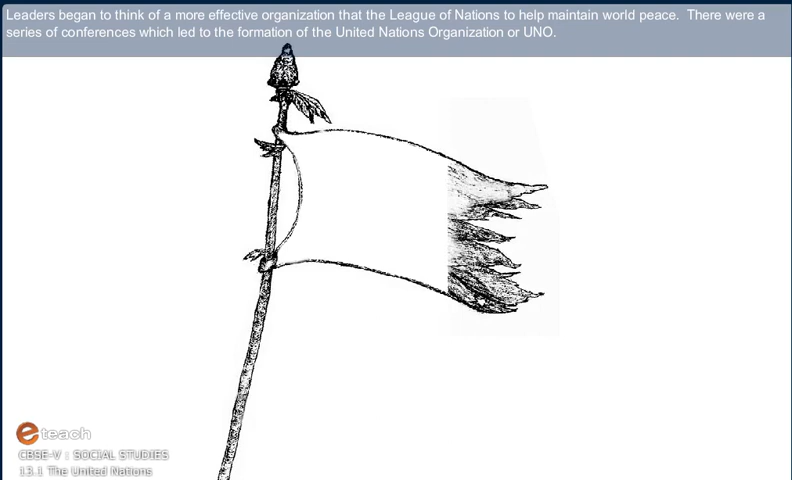 Leaders began to think of a more effective organization that the League of Nations to help maintain world peace.  There were a
series of conferences which led to the formation of the United Nations Organization or UNO.
e teach
CBSE-V : SOCIAL STUDIES
13.1 The United Nations